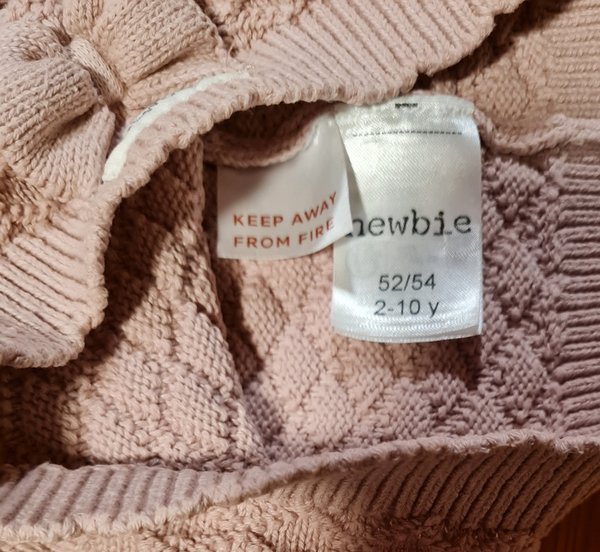 KEEP AWAY
FROM FIRE
newbie
52/54
2-10 y